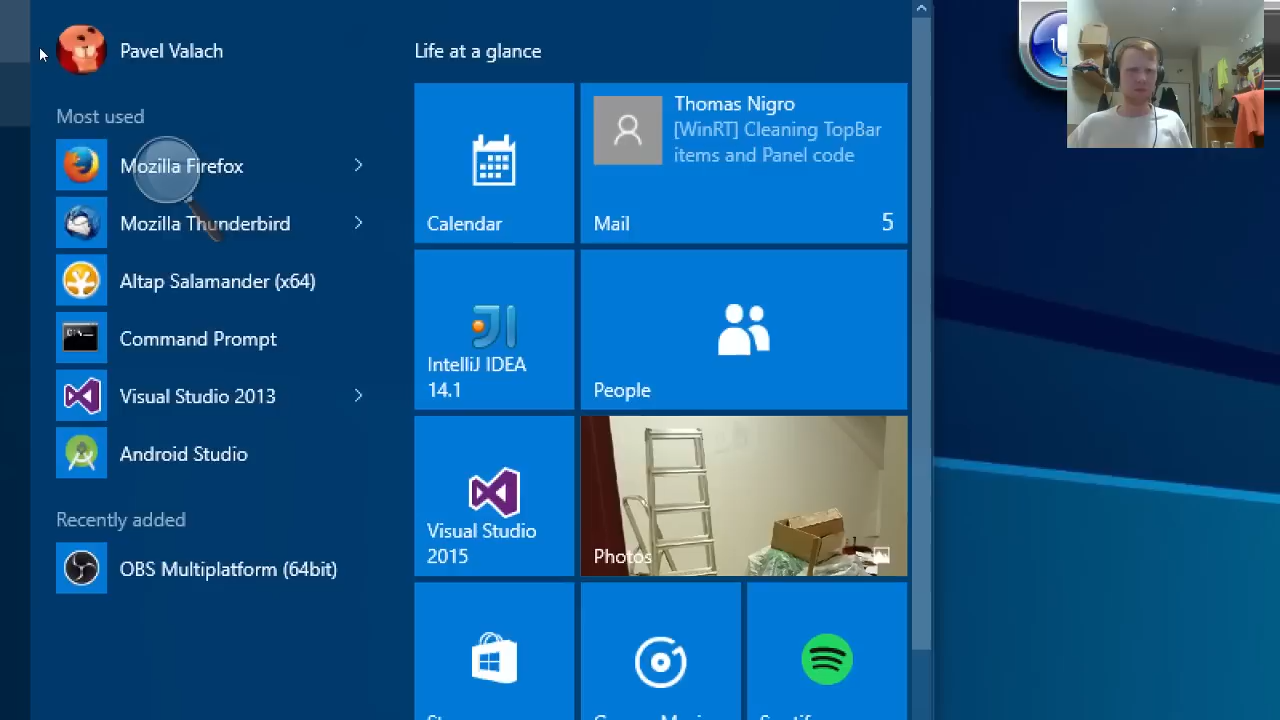 Pavel Valach
Most used
Mozilla Firefox
Mozilla Thunderbird
Altap Salamander (x64)
Command Prompt
Visual Studio 2013
Android Studio
Recently added
OBS Multiplatform (64bit)
Life at a glance
Calendar
Thomas Nigro
[WinRT] Cleaning TopBar
items and Panel code
Mail
5
IntelliJ IDEA
14.1
People
Visual Studio
2015
Photos